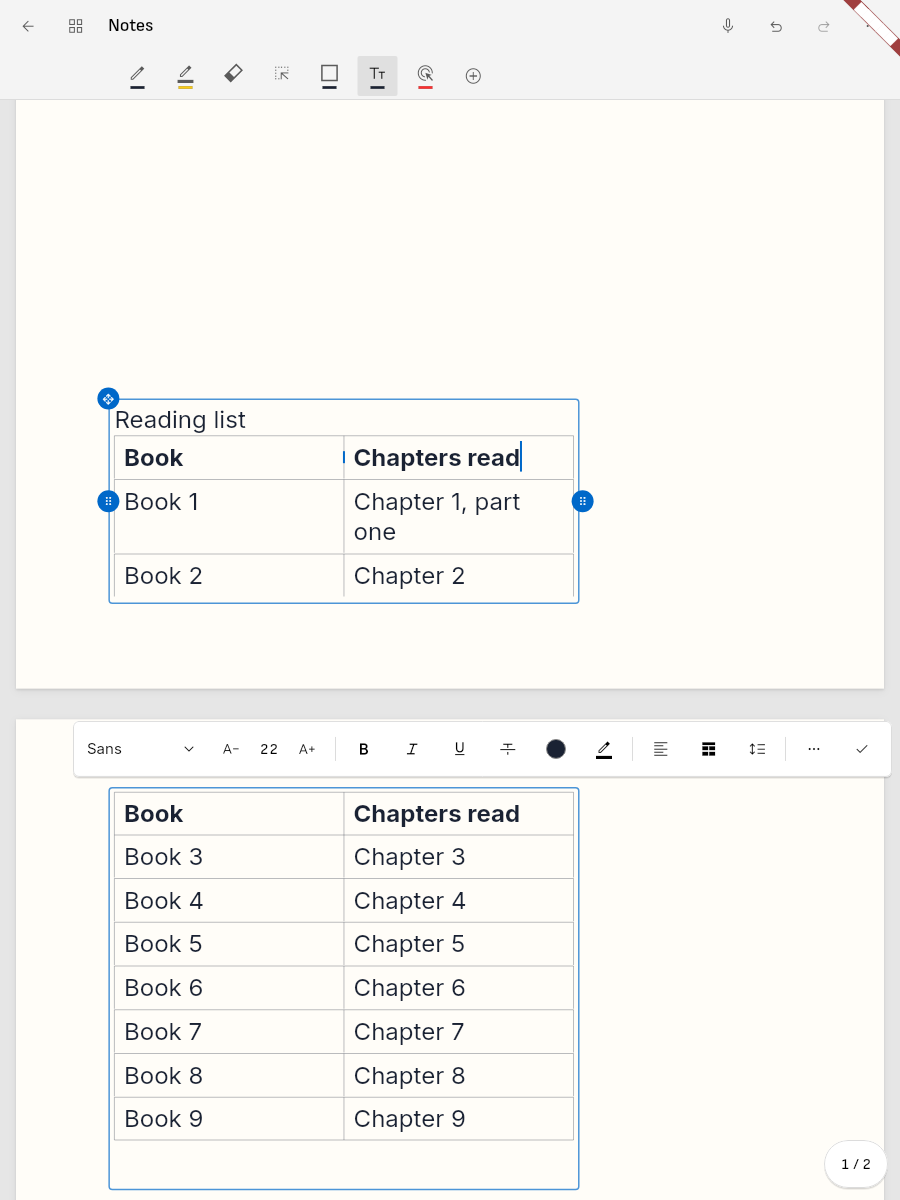 Notes
Reading list
Book Chapters read
Book 1 Chapter 1, part
one
Book 2 Chapter 2
Sans A− 22 A+ B I U T
Book Chapters read
Book 3 Chapter 3
Book 4 Chapter 4
Book 5 Chapter 5
Book 6 Chapter 6
Book 7 Chapter 7
Book 8 Chapter 8
Book 9 Chapter 9
1 / 2